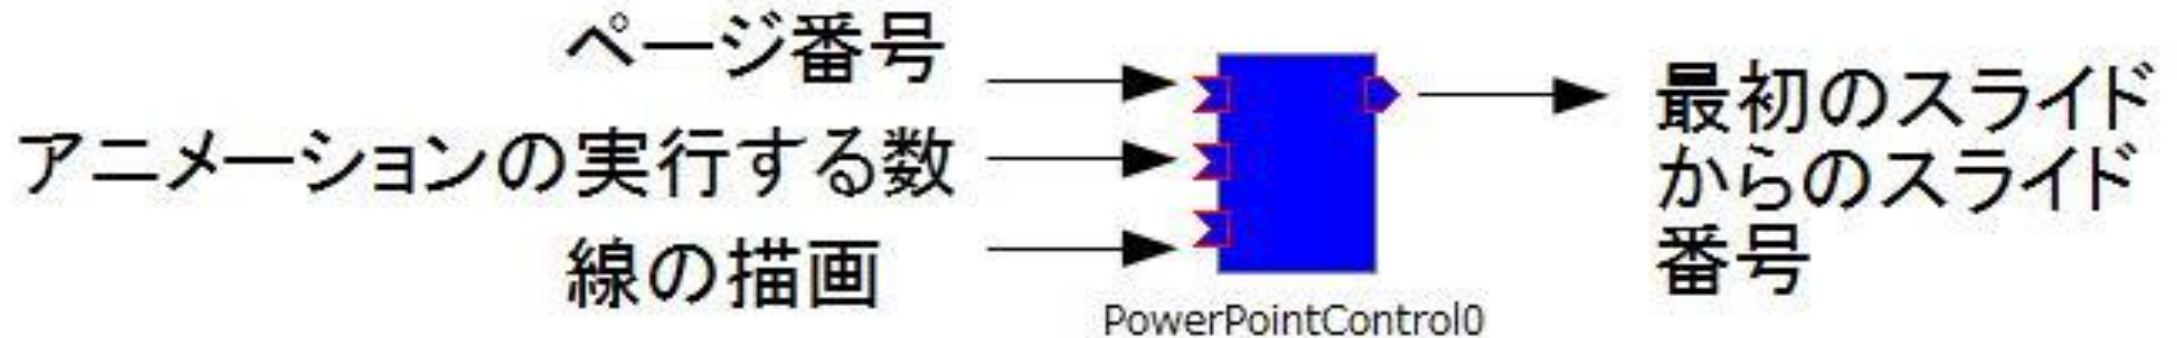 ページ番号
アニメーションの実行する数
線の描画
PowerPointControl0
最初のスライド
からのスライド
番号